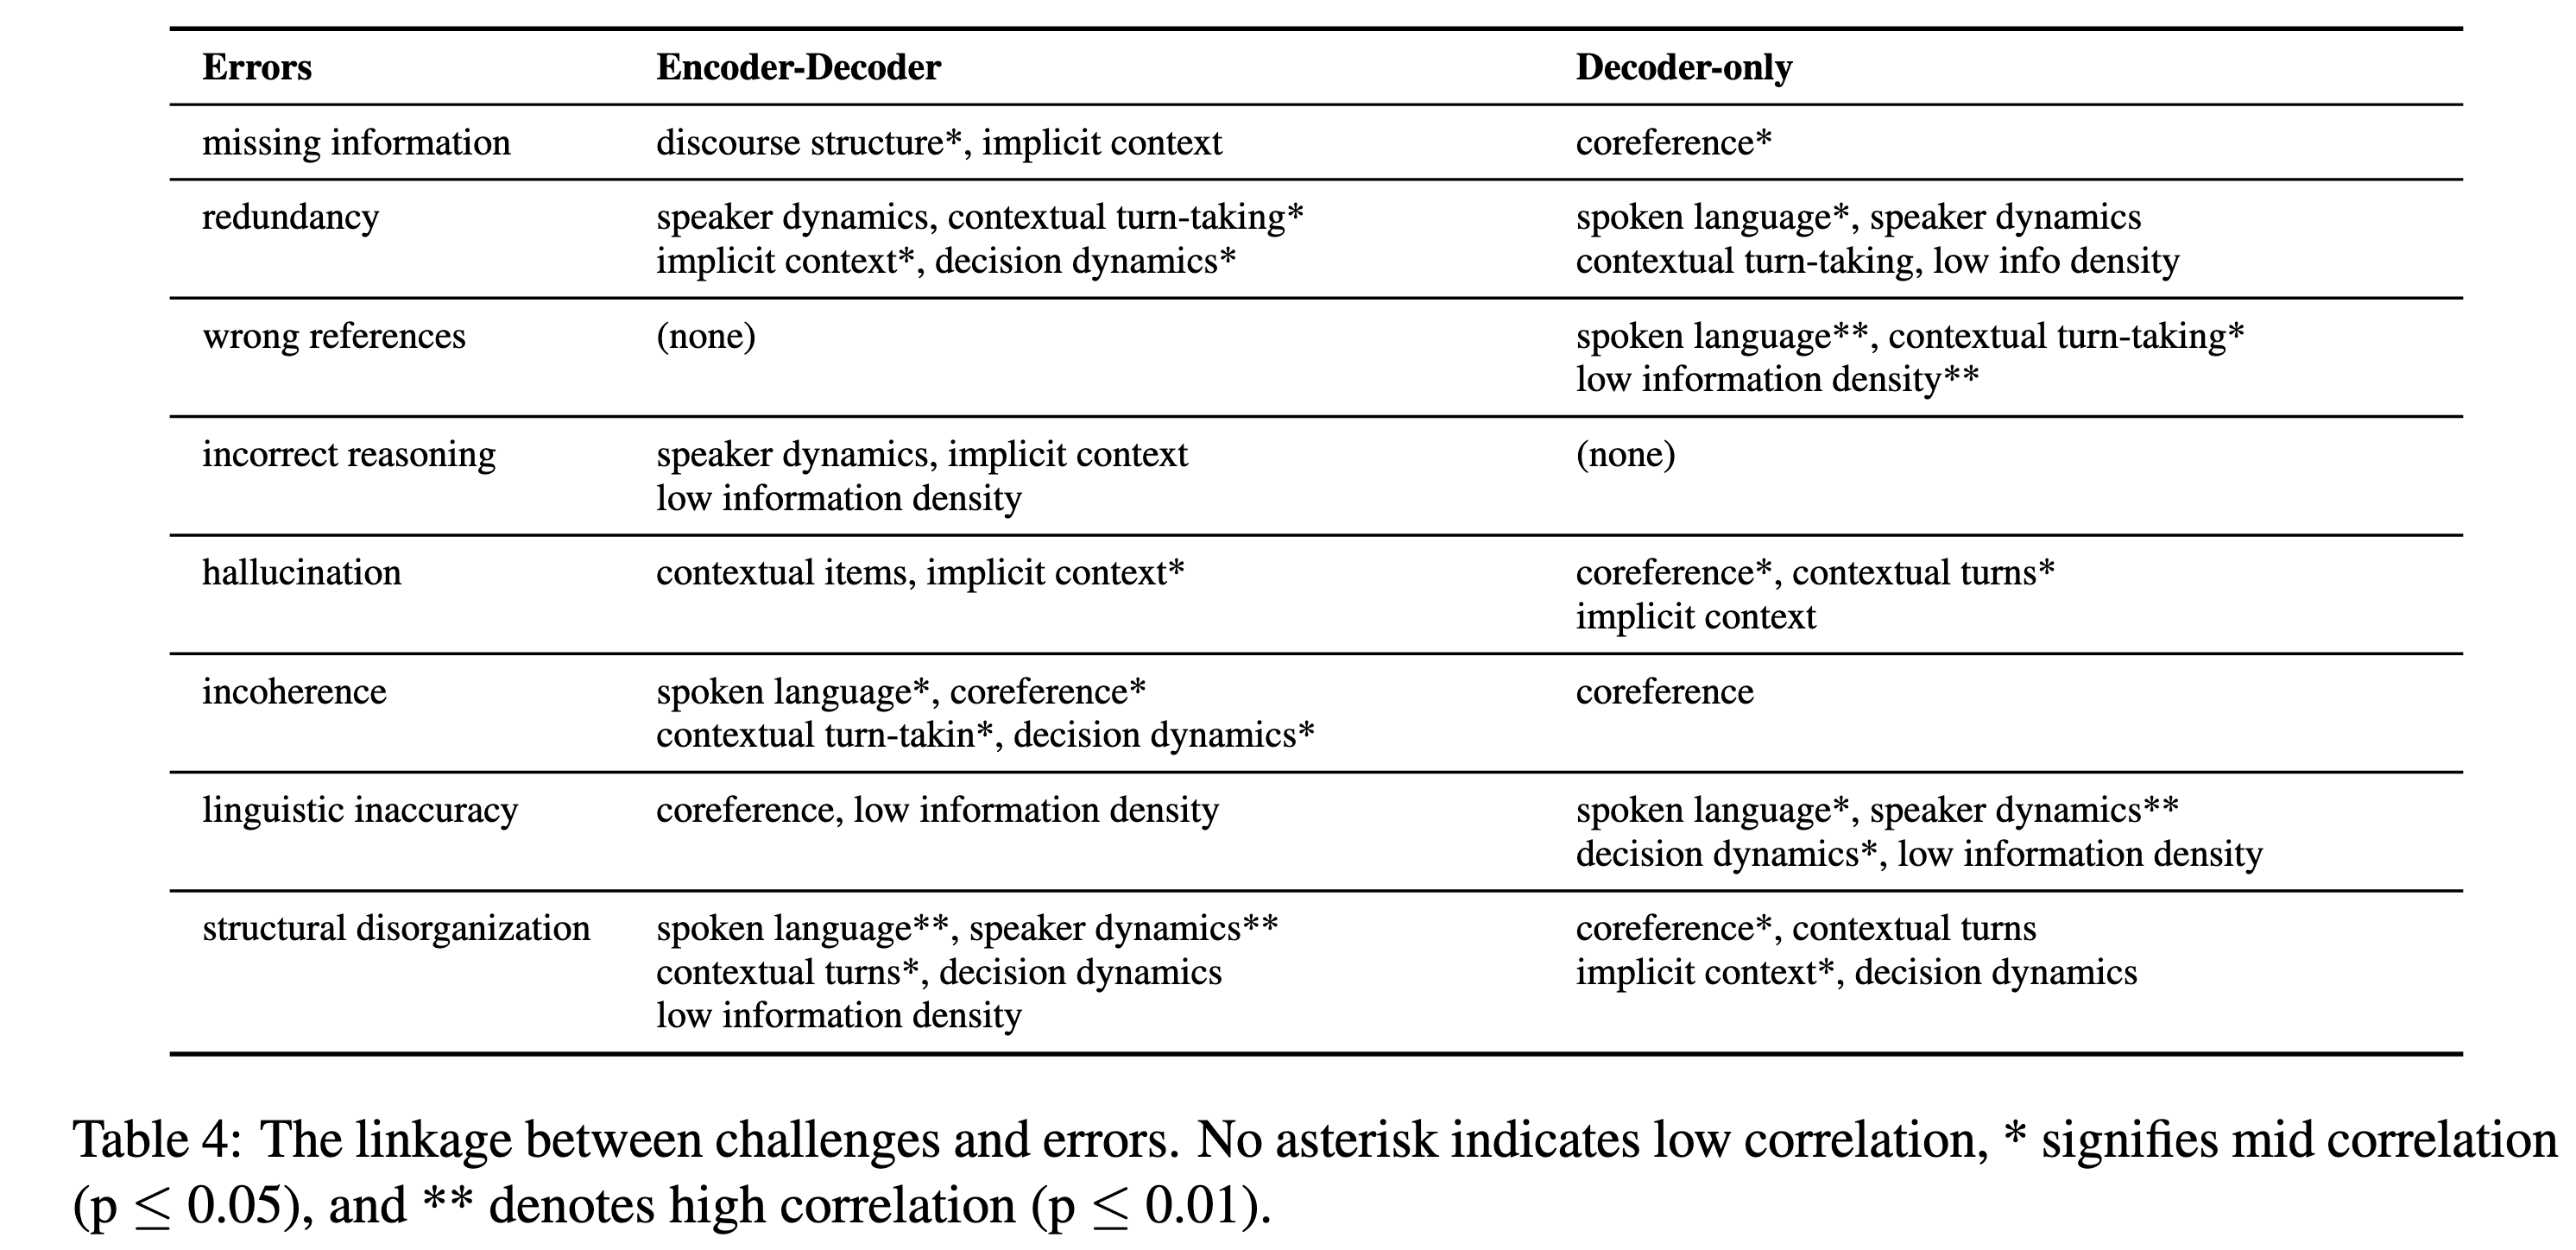 Errors Encoder-Decoder Decoder-only
missing information discourse structure*, implicit context coreference*
redundancy speaker dynamics, contextual turn-taking* spoken language*, speaker dynamics
implicit context*, decision dynamics* contextual turn-taking, low info density
wrong references (none) spoken language**, contextual turn-taking*
low information density**
incorrect reasoning speaker dynamics, implicit context (none)
low information density
hallucination contextual items, implicit context* coreference*, contextual turns*
implicit context
incoherence spoken language*, coreference* coreference
contextual turn-takin*, decision dynamics*
linguistic inaccuracy coreference, low information density spoken language*, speaker dynamics**
decision dynamics*, low information density
structural disorganization spoken language**, speaker dynamics** coreference*, contextual turns
contextual turns*, decision dynamics implicit context*, decision dynamics
low information density
Table 4: The linkage between challenges and errors. No asterisk indicates low correlation, * signifies mid correlation
(p ≤ 0.05), and ** denotes high correlation (p ≤ 0.01).